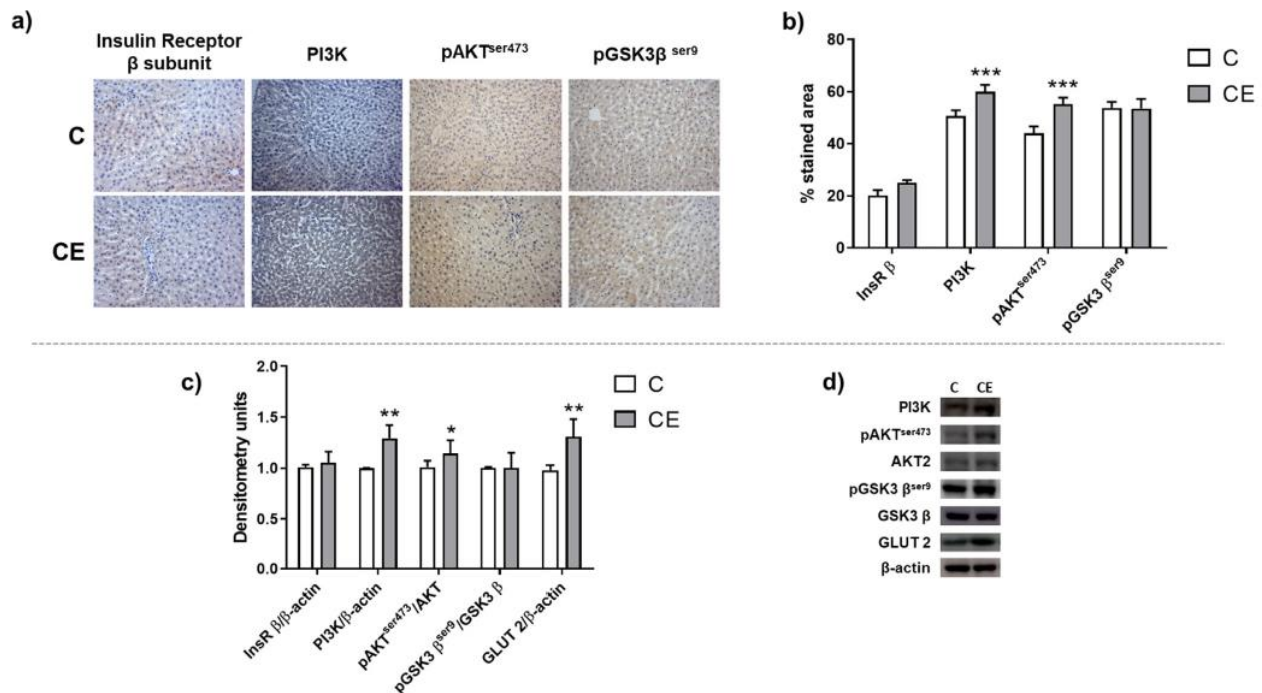 a)
Insulin Receptor
β subunit
PI3K
pAKTser473
pGSK3β ser9
C
CE
b)
% stained area
80
60
40
20
0
***
***
C
CE
InsR β
PI3K
pAKTser473
pGSK3 βser9
c)
Densitometry units
2.0
1.5
1.0
0.5
0.0
**
*
**
C
CE
InsR β/β-actin
PI3K/β-actin
pAKTser473/AKT
pGSK3 βser9/GSK3 β
GLUT 2/β-actin
d)
C CE
PI3K
pAKTser473
AKT2
pGSK3 βser9
GSK3 β
GLUT 2
β-actin